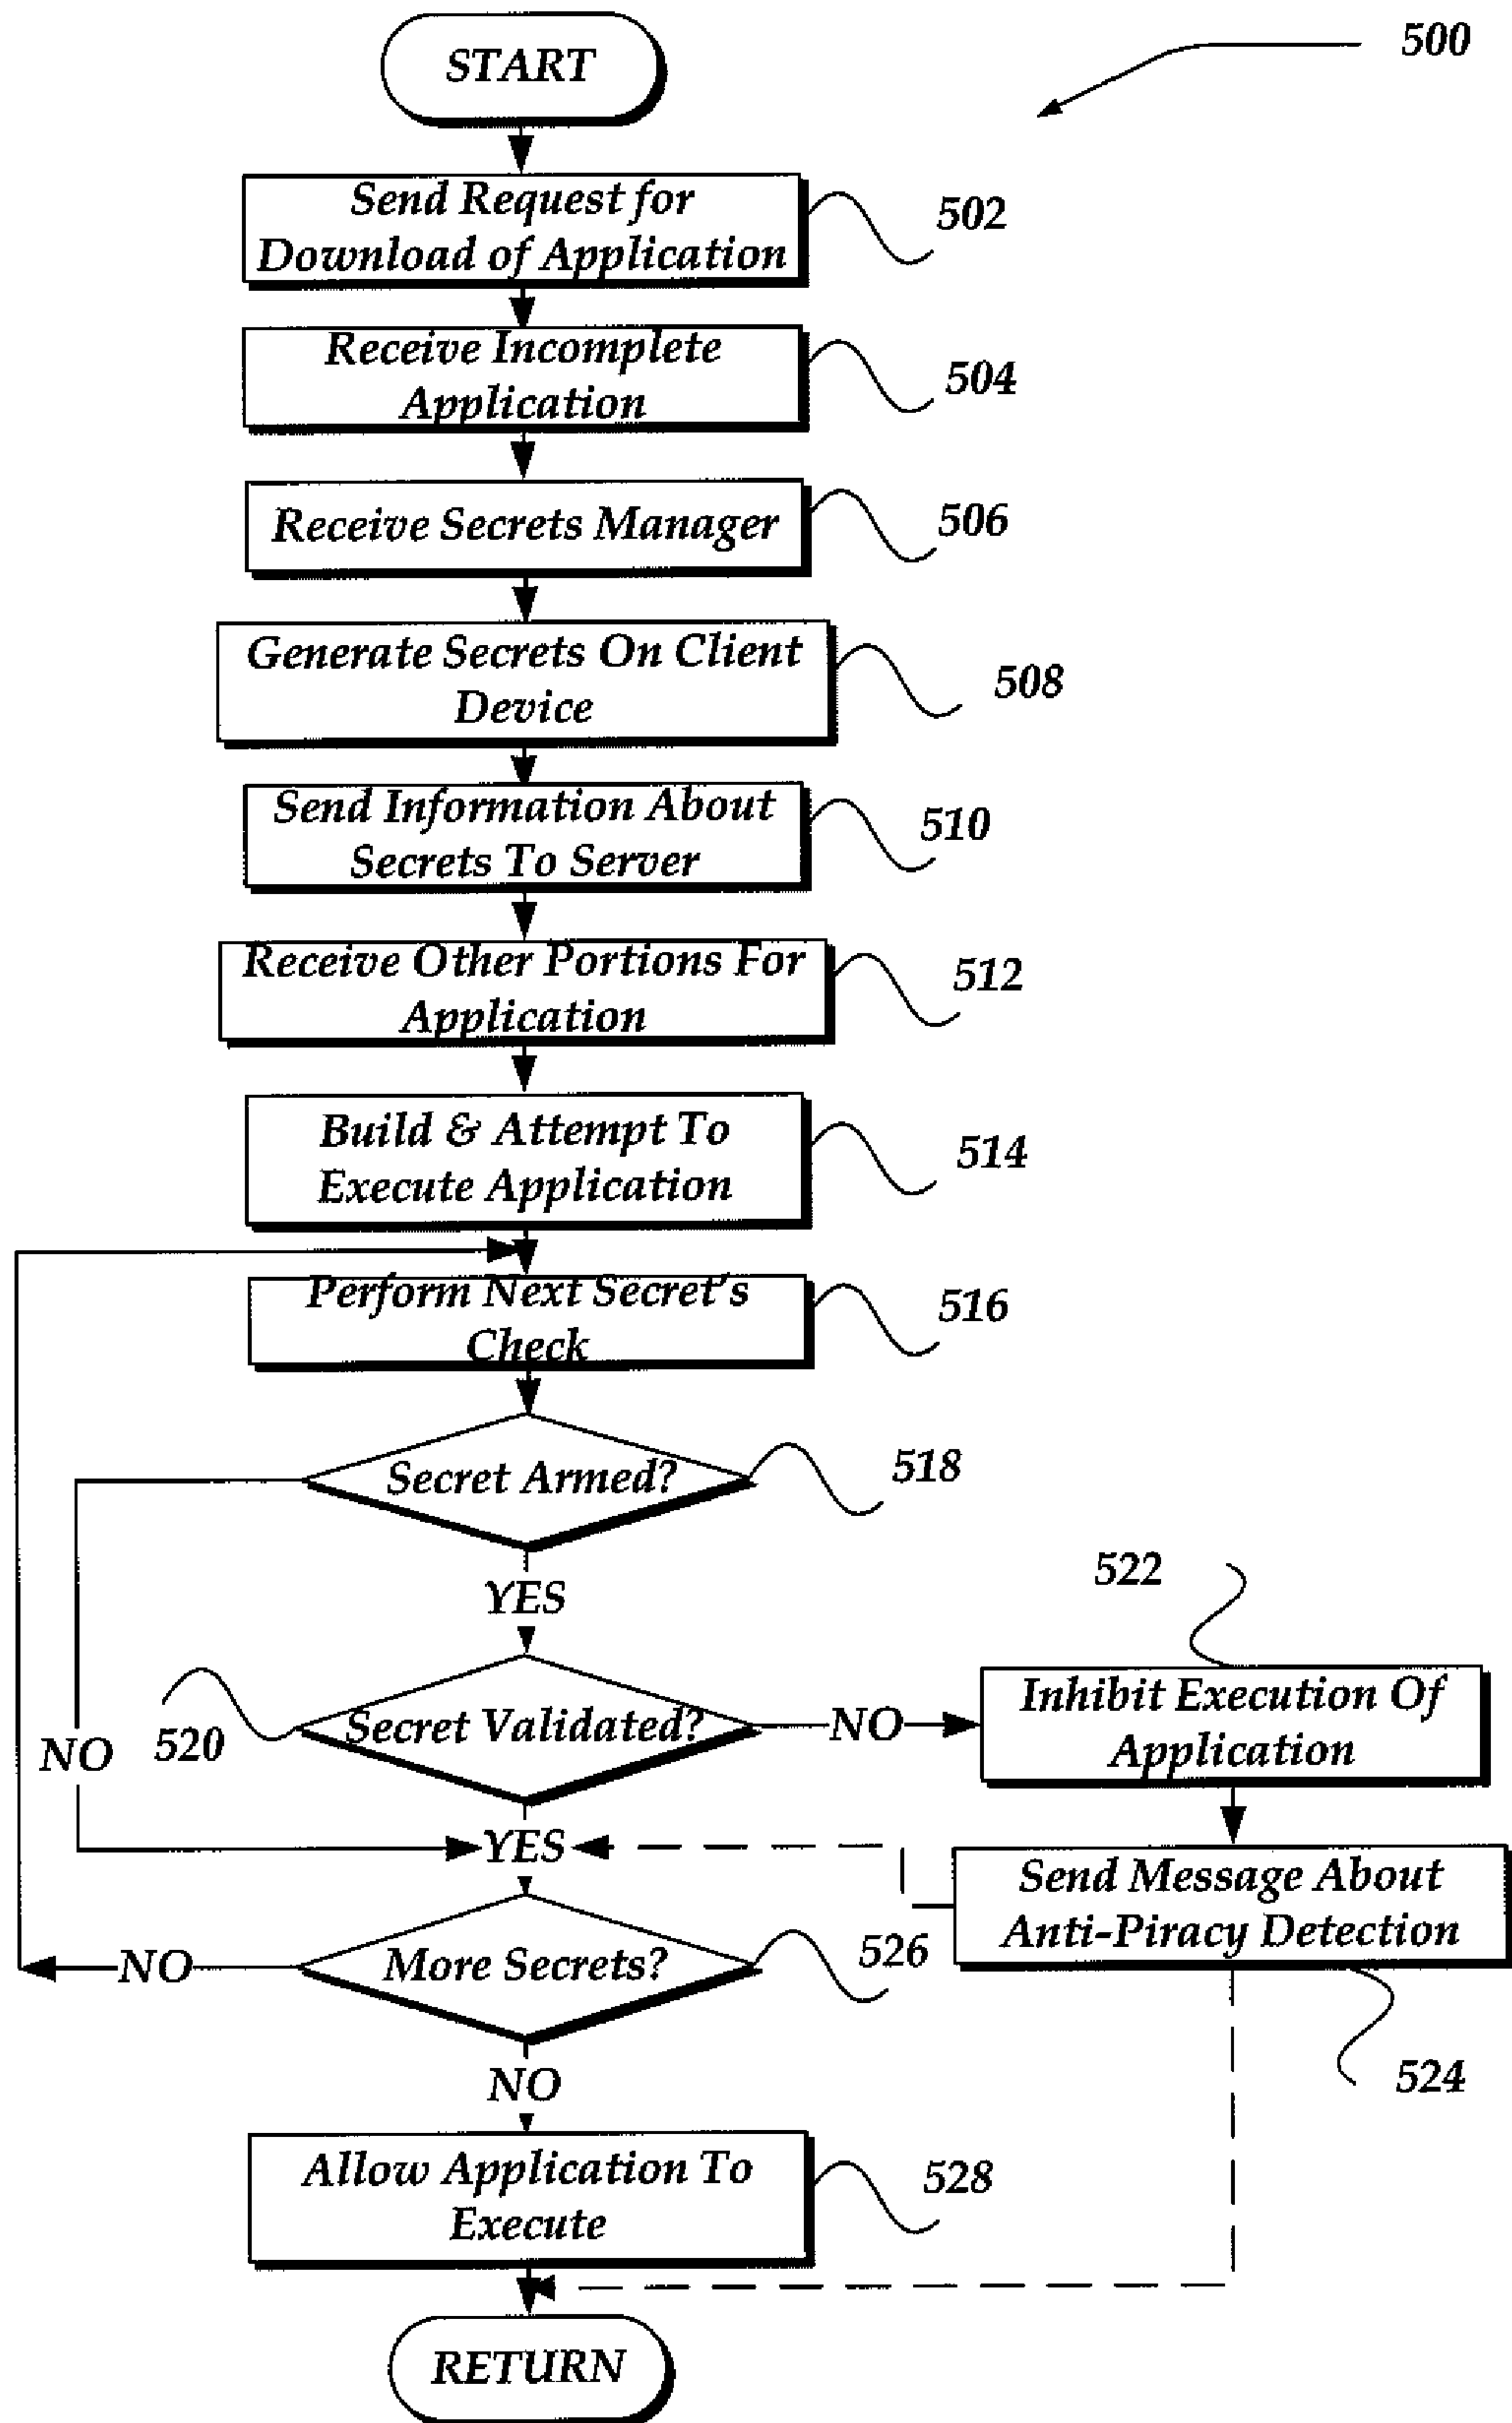 START
500
Send Request for
Download of Application
502
Receive Incomplete
Application
504
Receive Secrets Manager
506
Generate Secrets On Client
Device
508
Send Information About
Secrets To Server
510
Receive Other Portions For
Application
512
Build & Attempt To
Execute Application
514
Perform Next Secret's
Check
516
Secret Armed?
518
YES
NO
520
Secret Validated?
NO
522
Inhibit Execution Of
Application
YES
Send Message About
Anti-Piracy Detection
524
NO
More Secrets?
526
NO
Allow Application To
Execute
528
RETURN